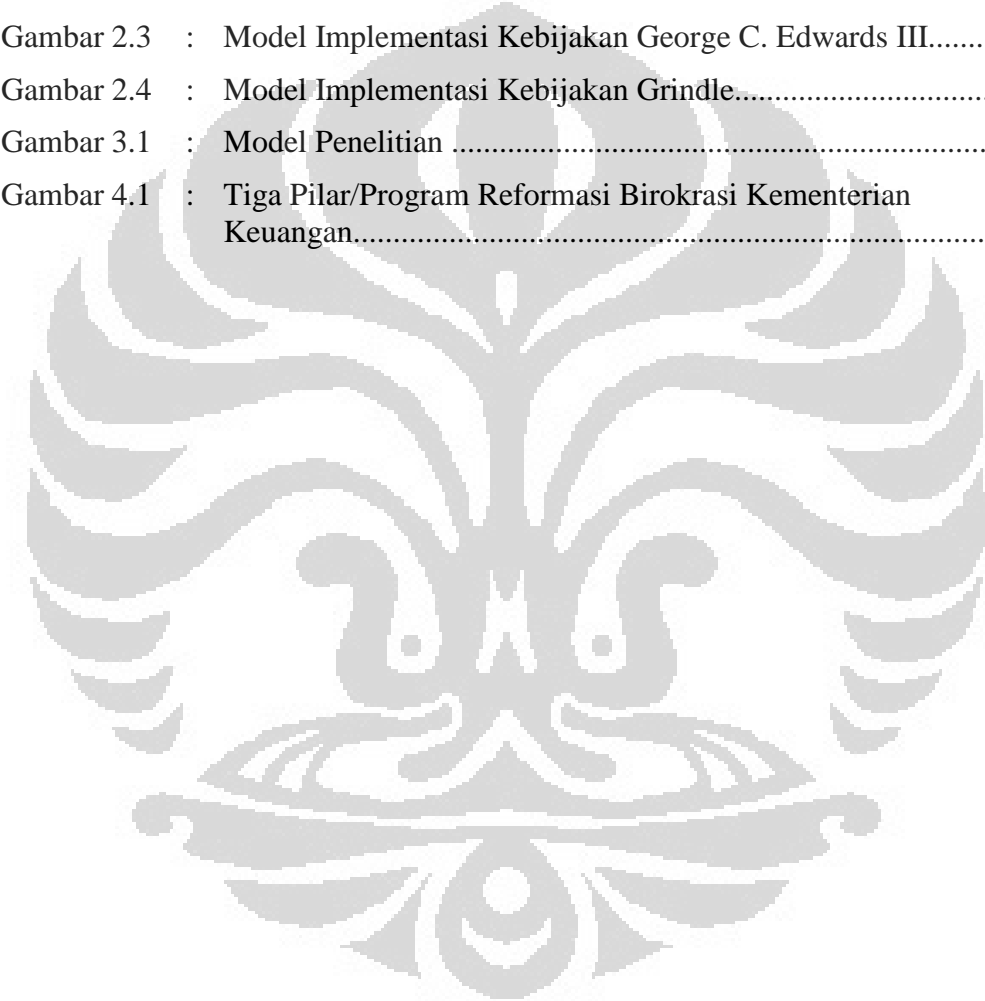 Gambar 2.3 : Model Implementasi Kebijakan George C. Edwards III.......
Gambar 2.4 : Model Implementasi Kebijakan Grindle................................
Gambar 3.1 : Model Penelitian ....................................................................
Gambar 4.1 : Tiga Pilar/Program Reformasi Birokrasi Kementerian
Keuangan................................................................................